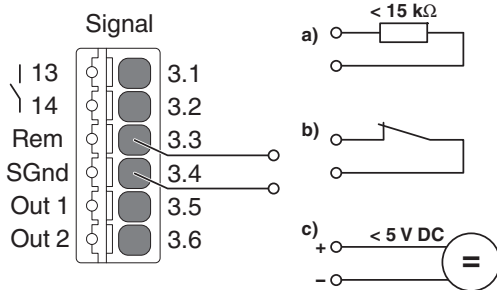 Signal
13 3.1
14 3.2
Rem 3.3
SGnd 3.4
Out 1 3.5
Out 2 3.6
a) < 15 kΩ
b)
c) + < 5 V DC =
–